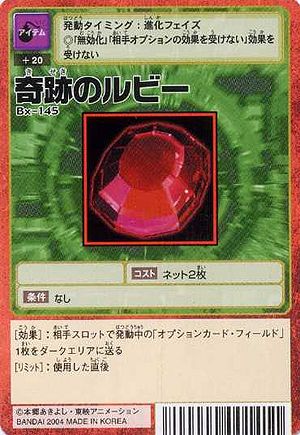 アイテム
+20
発動タイミング：進化フェイズ
◎「無効化」「相手オプションの効果を受けない」効果を
受けない
奇跡のルビー
Bx-145
コスト ネット2枚
条件 なし
[効果]：相手スロットで発動中の「オプションカード・フィールド」
1枚をダークエリアに送る
[リミット]：使用した直後
©本郷あきよし・東映アニメーション
BANDAI 2004 MADE IN KOREA